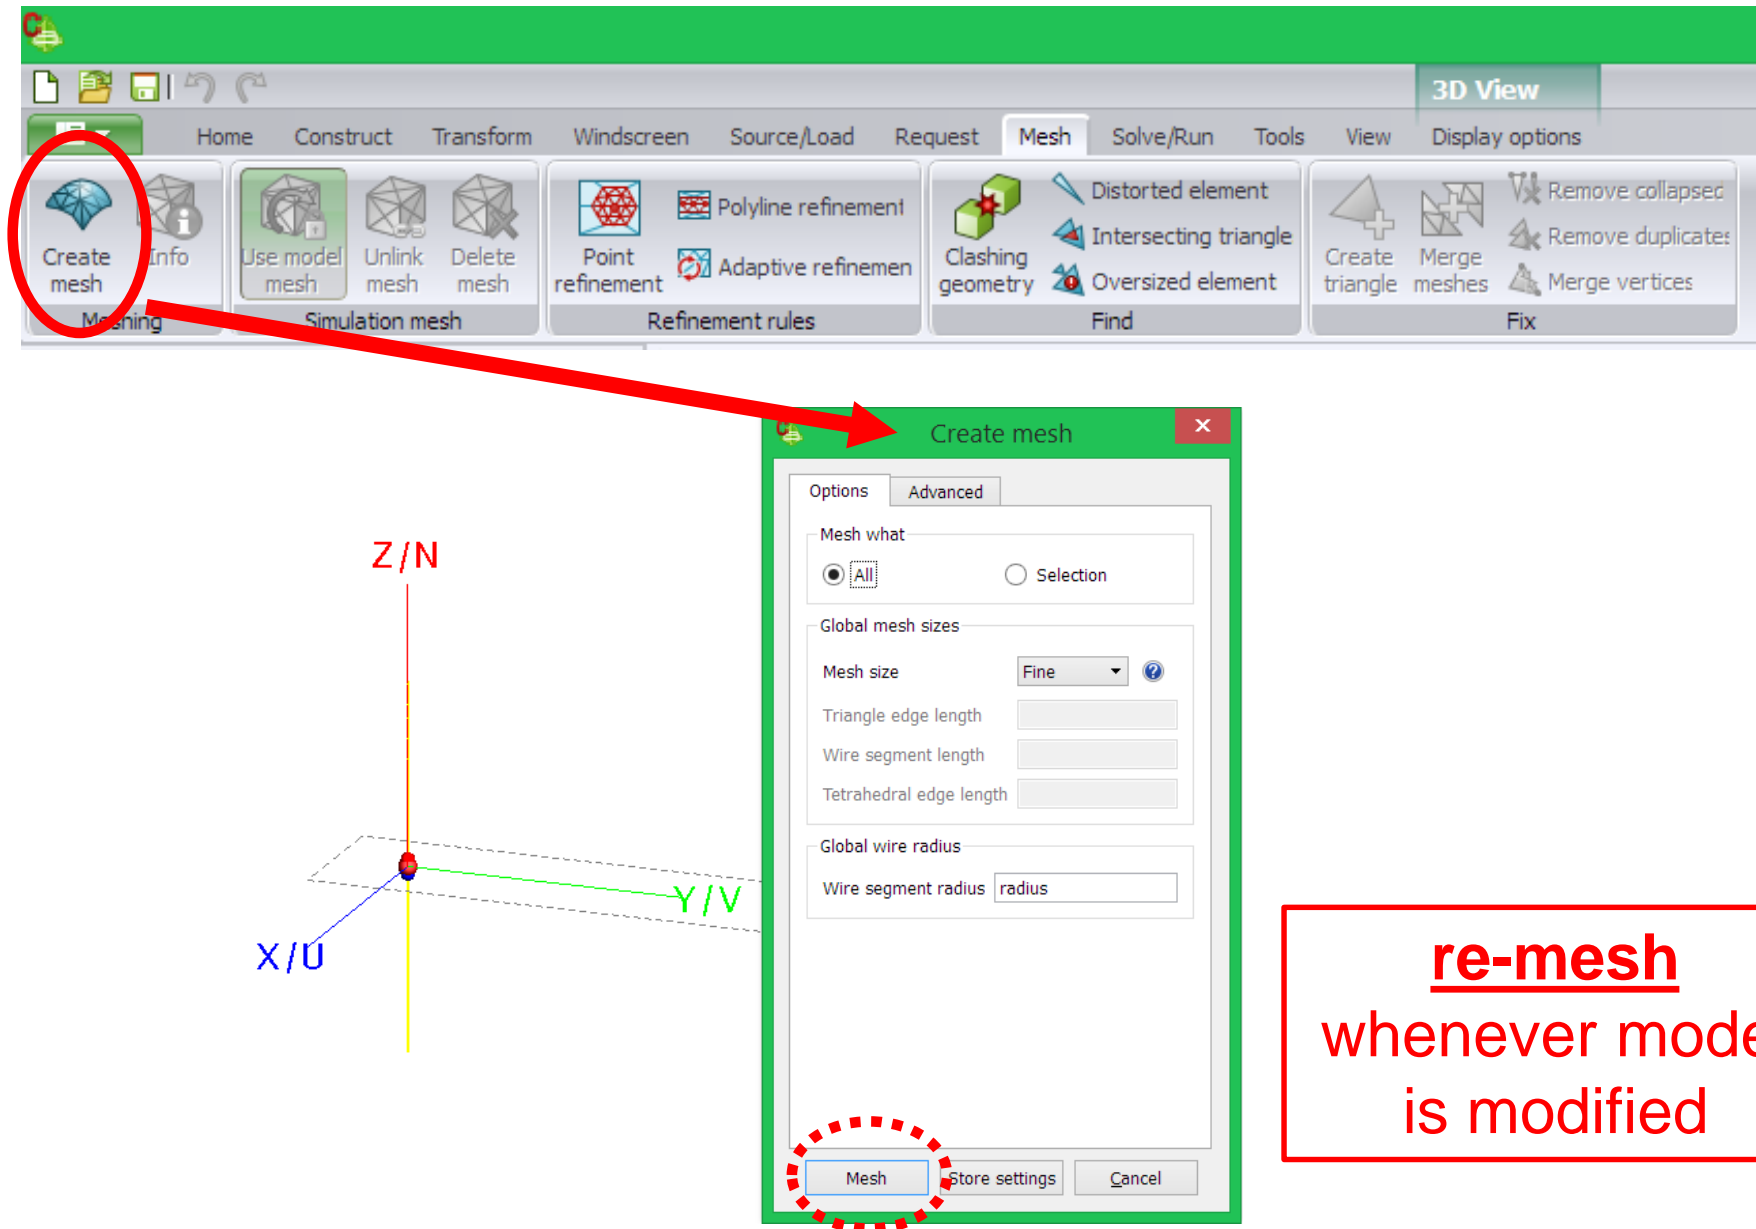 3D View
Home Construct Transform Windscreen Source/Load Request Mesh Solve/Run Tools View Display options
Create mesh
Info
Meshing
Use model mesh
Unlink mesh
Delete mesh
Simulation mesh
Point refinement
Polyline refinement
Adaptive refinemen
Refinement rules
Clashing geometry
Distorted element
Intersecting triangle
Oversized element
Find
Create triangle
Merge meshes
Remove collapsed
Remove duplicates
Merge vertices
Fix
Z/N
Y/V
X/U
Create mesh
Options Advanced
Mesh what
All Selection
Global mesh sizes
Mesh size Fine
Triangle edge length
Wire segment length
Tetrahedral edge length
Global wire radius
Wire segment radius radius
Mesh Store settings Cancel
re-mesh
whenever mode
is modified